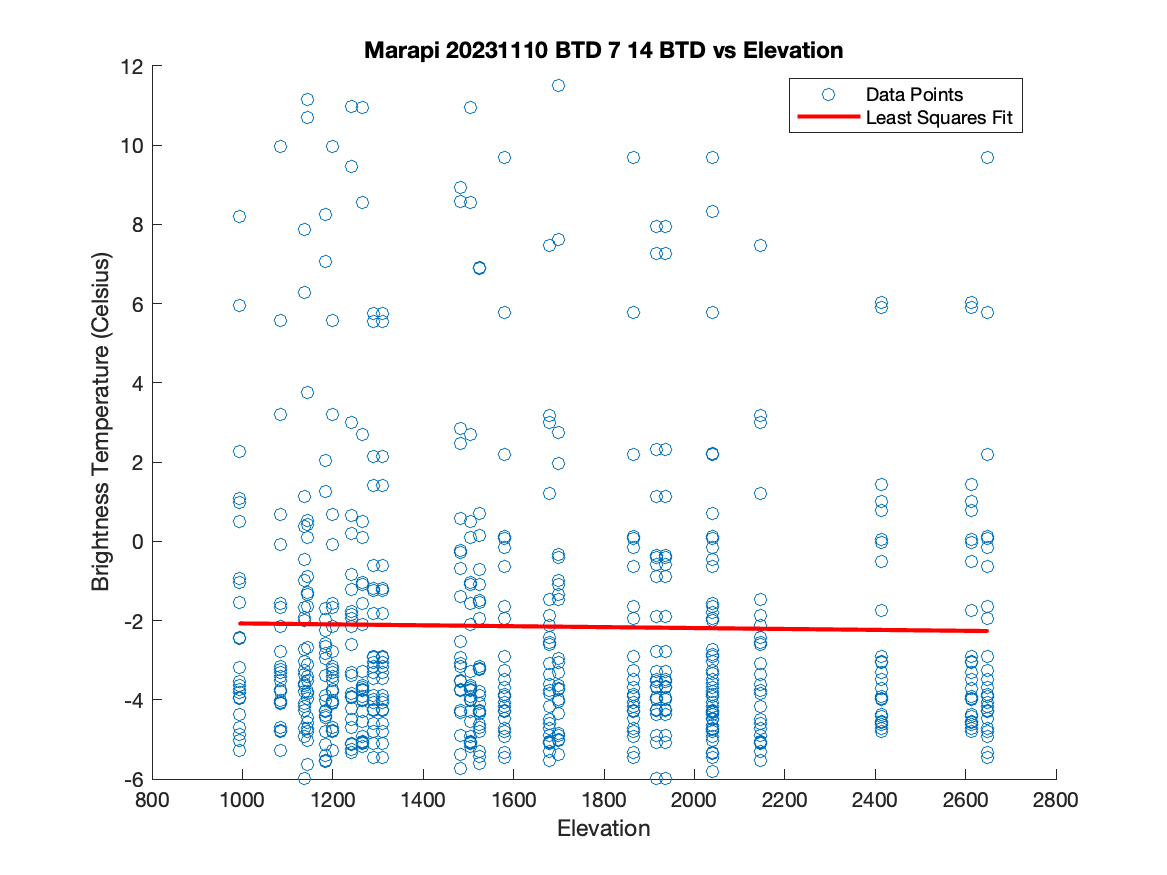 Marapi 20231110 BTD 7 14 BTD vs Elevation
Data Points
Least Squares Fit
Brightness Temperature (Celsius)
12
10
8
6
4
2
0
-2
-4
-6
800 1000 1200 1400 1600 1800 2000 2200 2400 2600 2800
Elevation